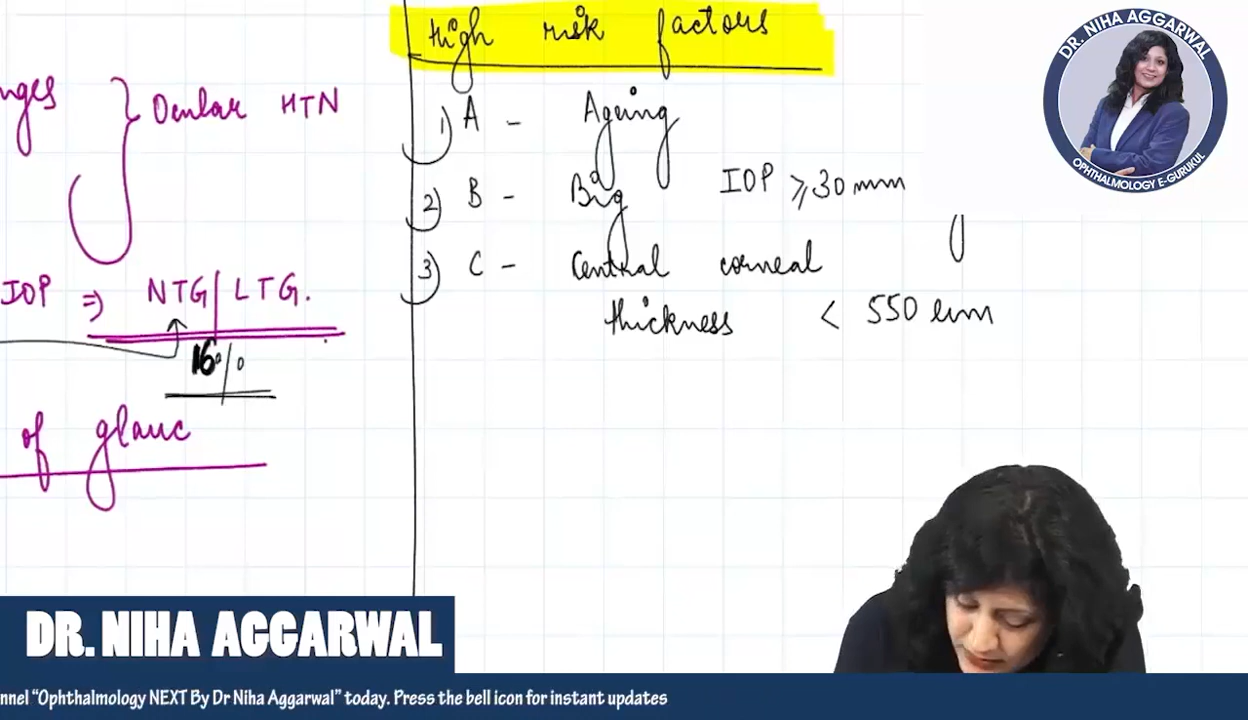 High risk factors
nges } Ocular HTN
1) A - Ageing
2) B - Big IOP ⩾ 30 mm
3) C - Central corneal
thickness < 550 um
IOP ⇒ NTG/LTG.
16%
of glauc
DR. NIHA AGGARWAL
OPHTHALMOLOGY E-GURUKUL
DR. NIHA AGGARWAL
nnel “Ophthalmology NEXT By Dr Niha Aggarwal” today. Press the bell icon for instant updates